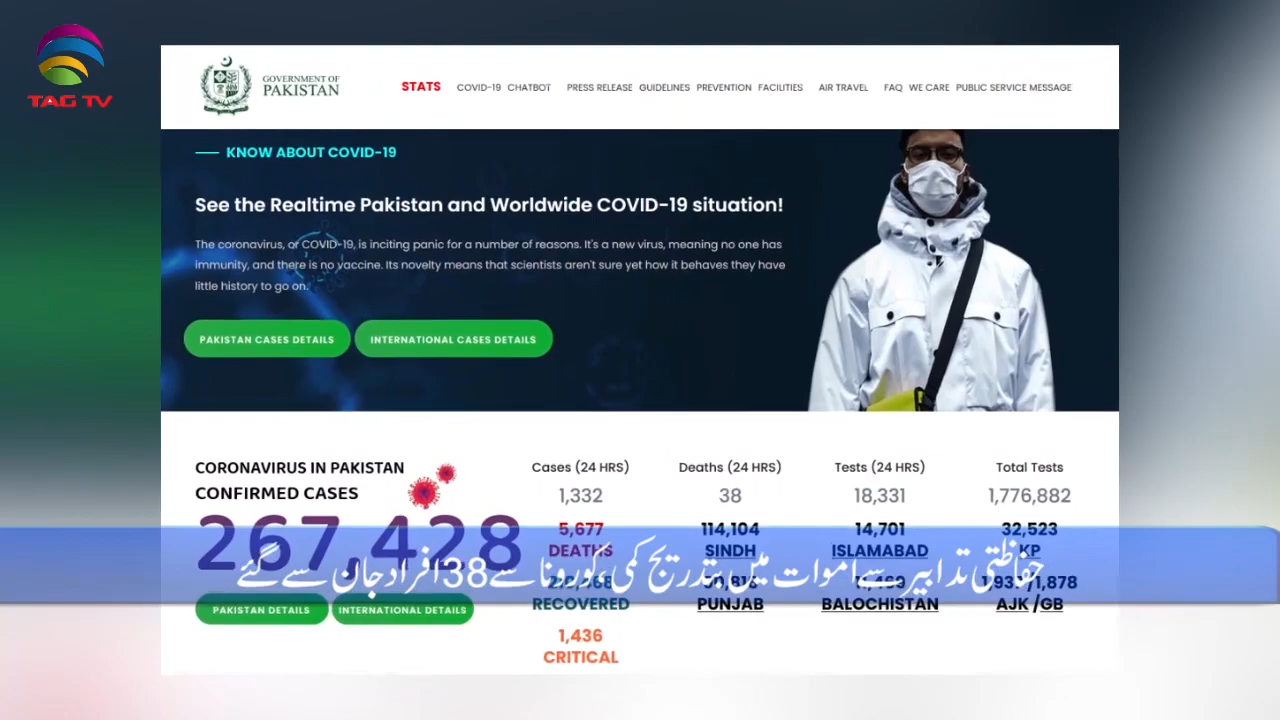 TAG TV
GOVERNMENT OF
PAKISTAN
STATS COVID-19 CHATBOT PRESS RELEASE GUIDELINES PREVENTION FACILITIES AIR TRAVEL FAQ WE CARE PUBLIC SERVICE MESSAGE
KNOW ABOUT COVID-19
See the Realtime Pakistan and Worldwide COVID-19 situation!
The coronavirus, or COVID-19, is inciting panic for a number of reasons. It's a new virus, meaning no one has
immunity, and there is no vaccine. Its novelty means that scientists aren't sure yet how it behaves they have
little history to go on.
PAKISTAN CASES DETAILS INTERNATIONAL CASES DETAILS
CORONAVIRUS IN PAKISTAN
CONFIRMED CASES
267,428
PAKISTAN DETAILS INTERNATIONAL DETAILS
Cases (24 HRS) Deaths (24 HRS) Tests (24 HRS) Total Tests
1,332 38 18,331 1,776,882
5,677 114,104 14,701 32,523
DEATHS SINDH ISLAMABAD KP
حفاظتی تدابیر سے اموات میں بتدریج کمی، کورونا سے 38 افراد جان سے گئے
RECOVERED PUNJAB BALOCHISTAN AJK /GB
1,436
CRITICAL